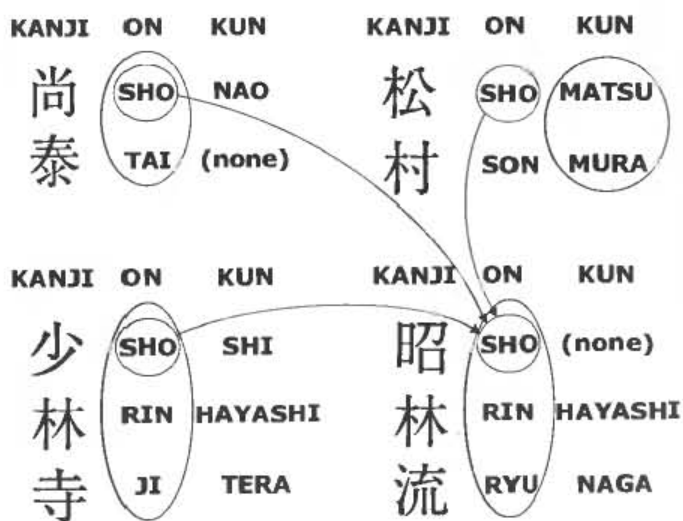 KANJI ON KUN
尚 SHO NAO
泰 TAI (none)
KANJI ON KUN
松 SHO MATSU
村 SON MURA
KANJI ON KUN
少 SHO SHI
林 RIN HAYASHI
寺 JI TERA
KANJI ON KUN
昭 SHO (none)
林 RIN HAYASHI
流 RYU NAGA